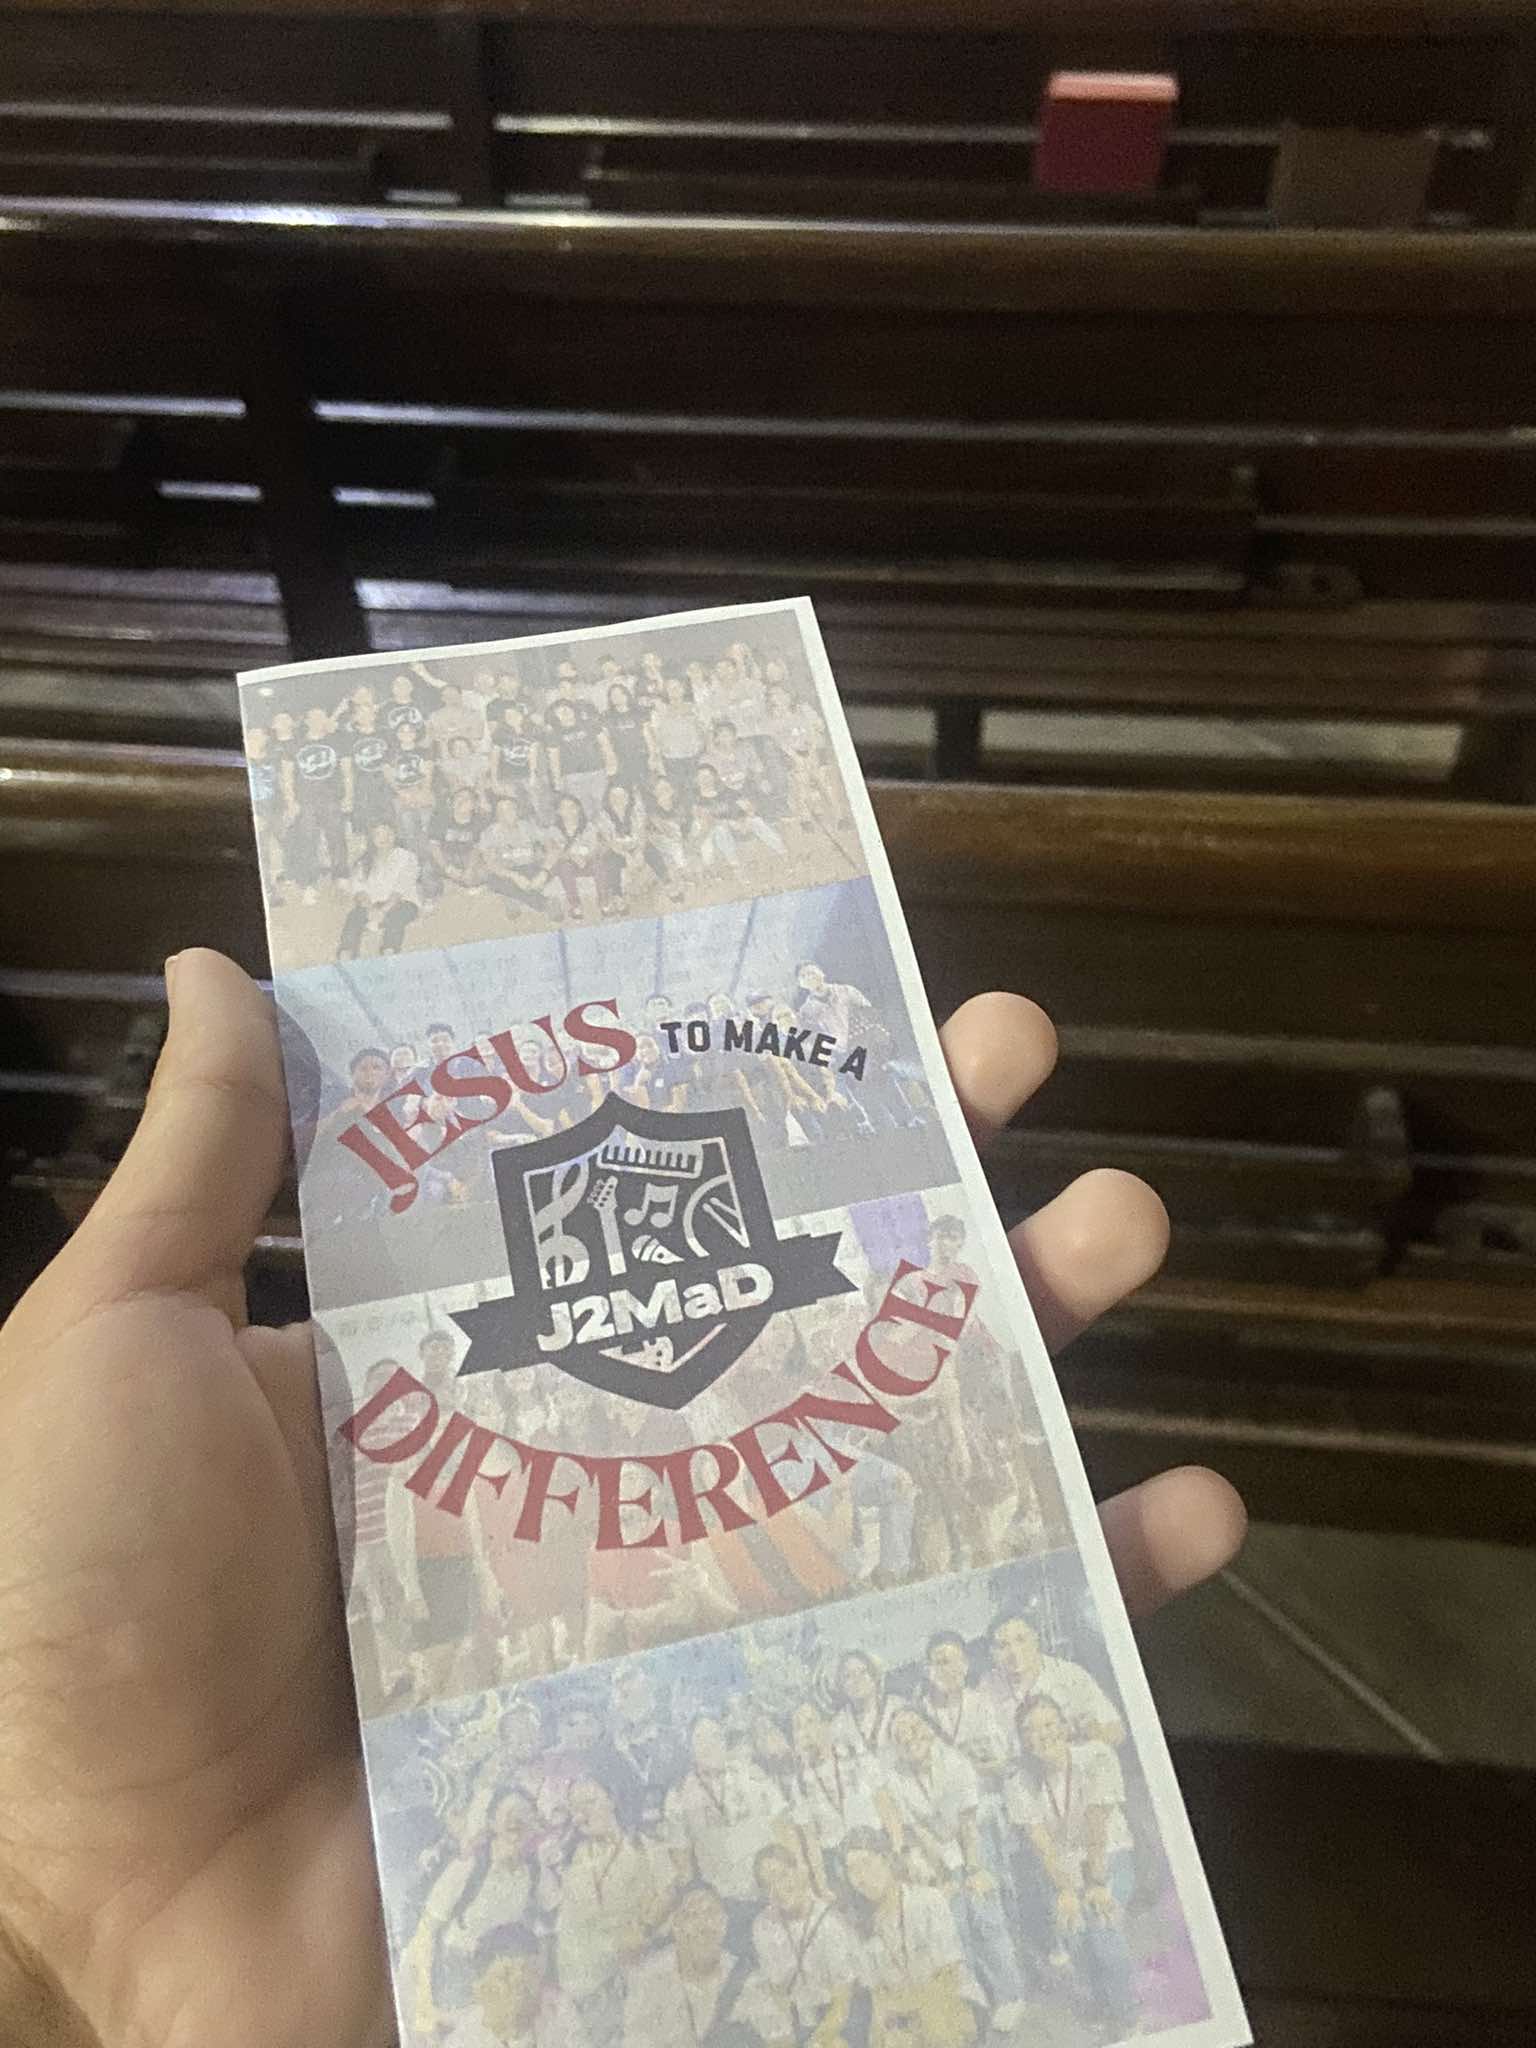 JESUS TO MAKE A
J2MaD
DIFFERENCE